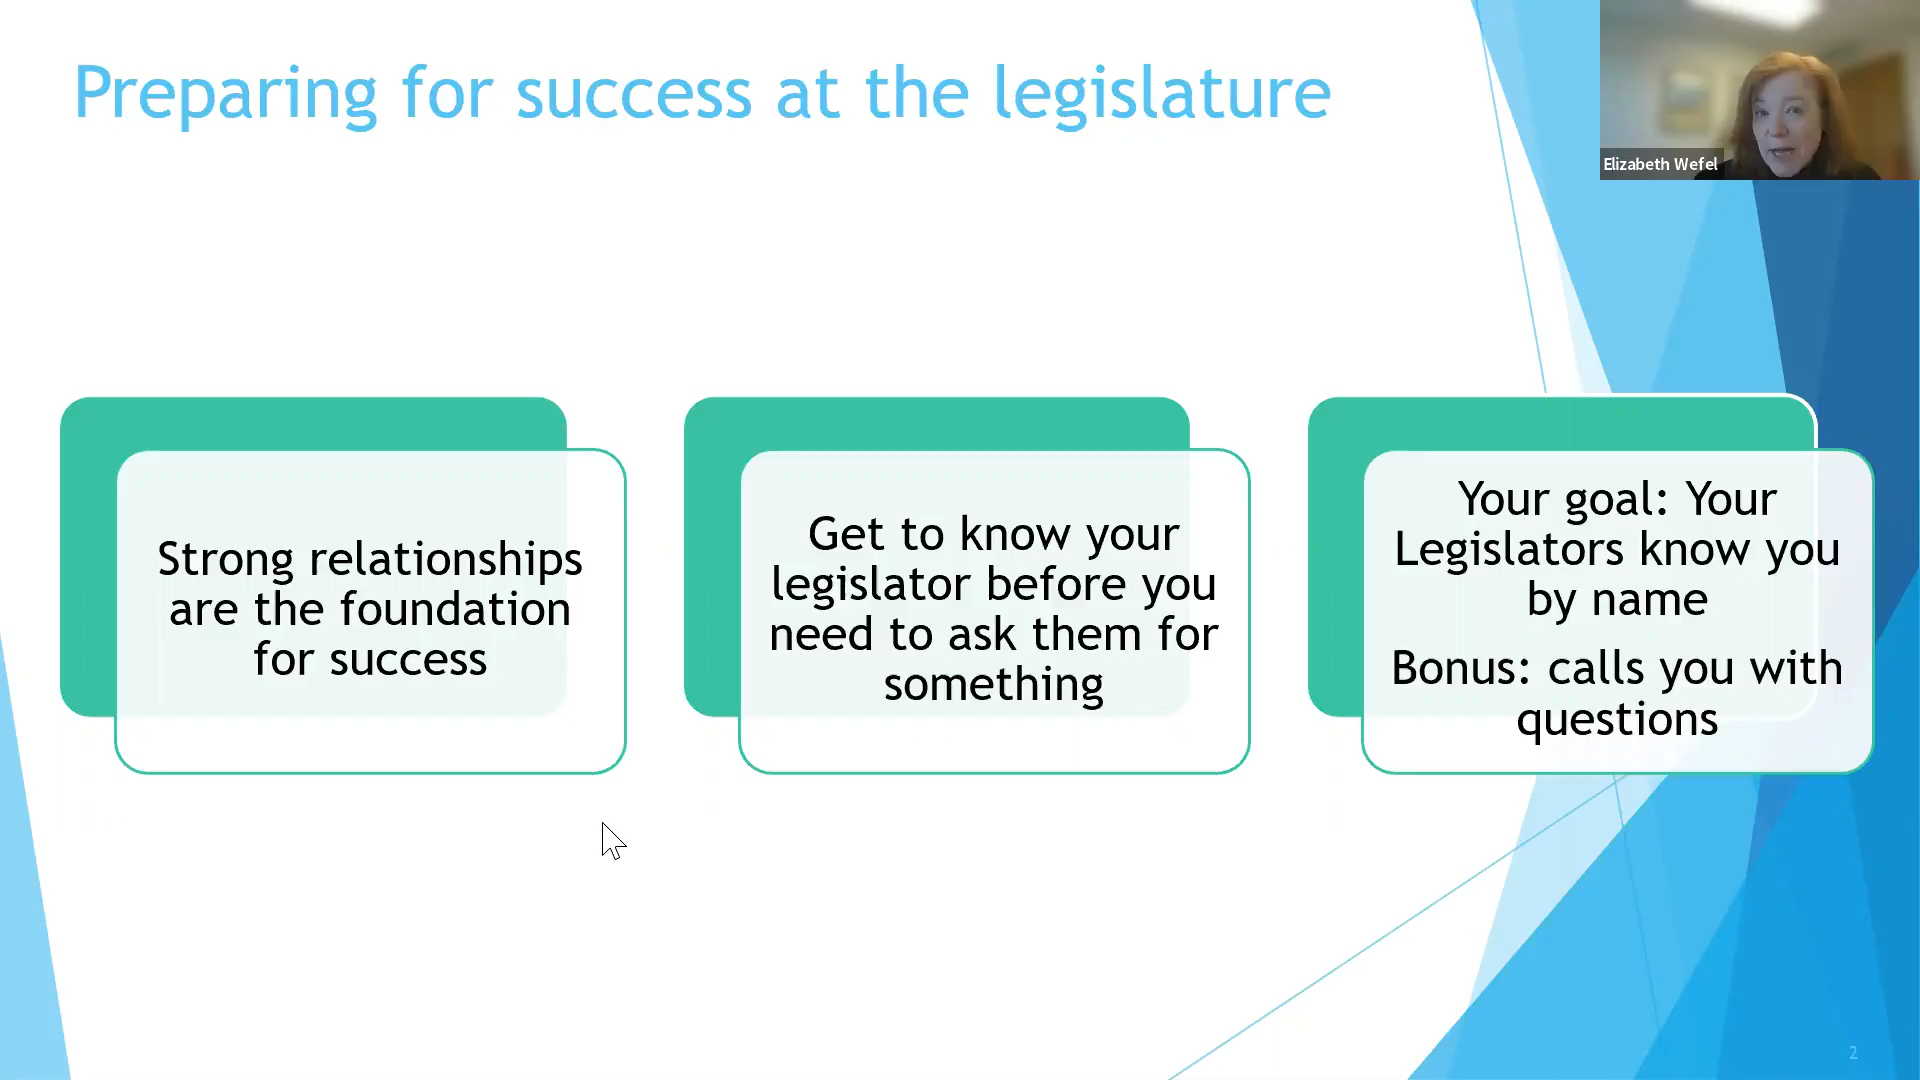 Preparing for success at the legislature
Elizabeth Wefel
Strong relationships
are the foundation
for success
Get to know your
legislator before you
need to ask them for
something
Your goal: Your
Legislators know you
by name
Bonus: calls you with
questions
2